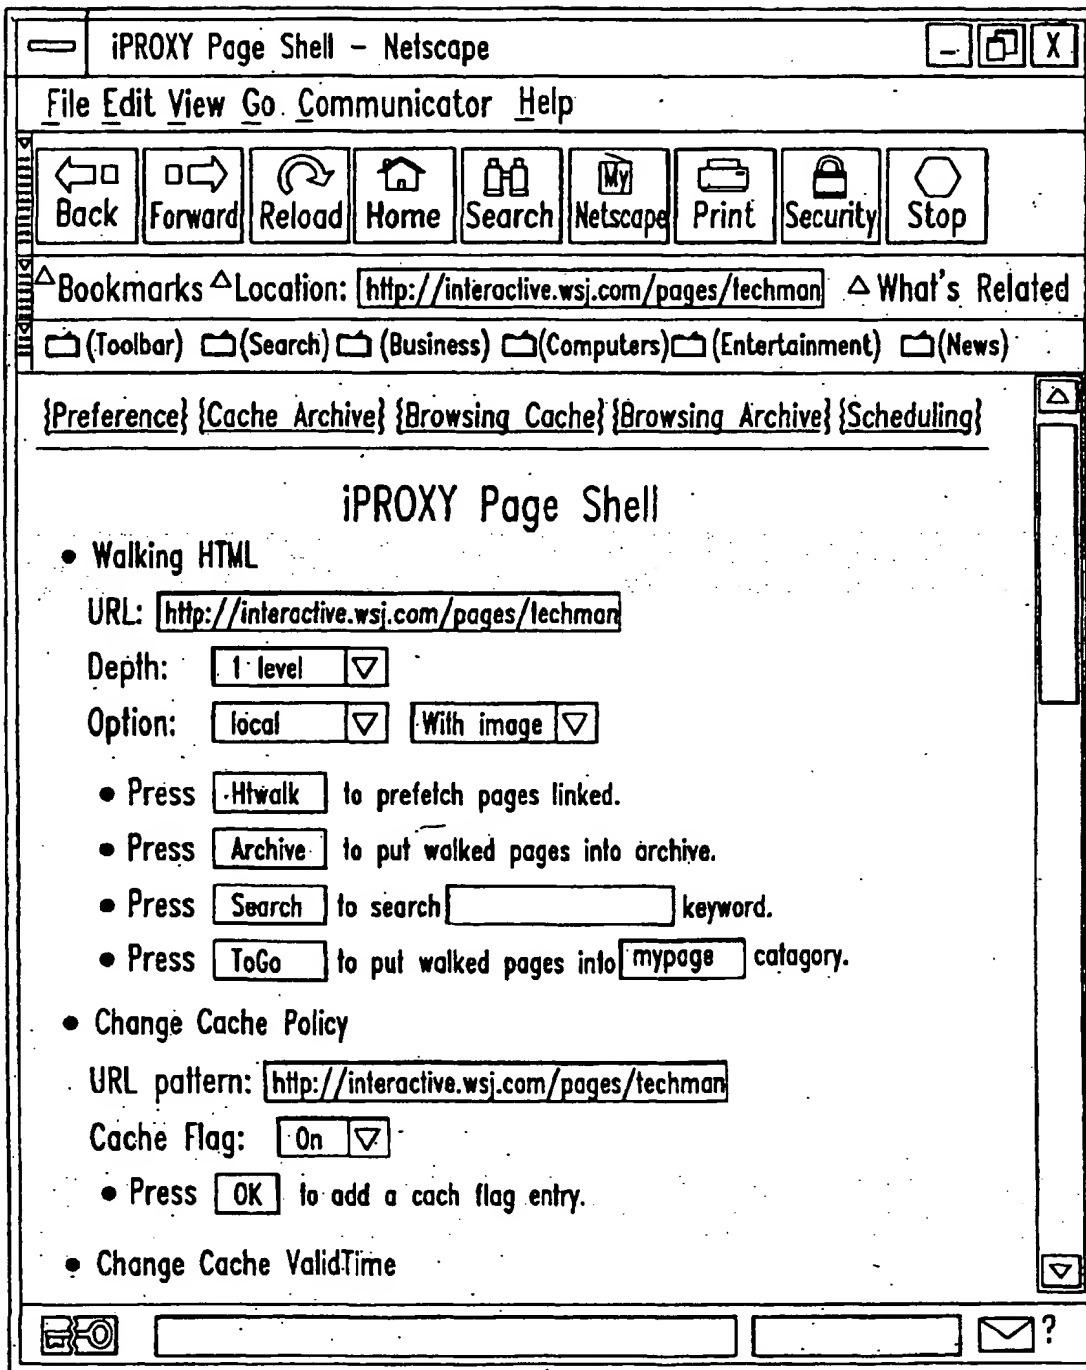 iPROXY Page Shell - Netscape
X
File Edit View Go Communicator Help
Back Forward Reload Home Search My Netscape Print Security Stop
Bookmarks Location: http://interactive.wsj.com/pages/techman What's Related
(Toolbar) (Search) (Business) (Computers) (Entertainment) (News)
{Preference} {Cache Archive} {Browsing Cache} {Browsing Archive} {Scheduling}
iPROXY Page Shell
• Walking HTML
URL: http://interactive.wsj.com/pages/techman
Depth: 1 level
Option: local With image
• Press Htwalk to prefetch pages linked.
• Press Archive to put walked pages into archive.
• Press Search to search keyword.
• Press ToGo to put walked pages into mypage catagory.
• Change Cache Policy
URL pattern: http://interactive.wsj.com/pages/techman
Cache Flag: On
• Press OK to add a cach flag entry.
• Change Cache ValidTime
?